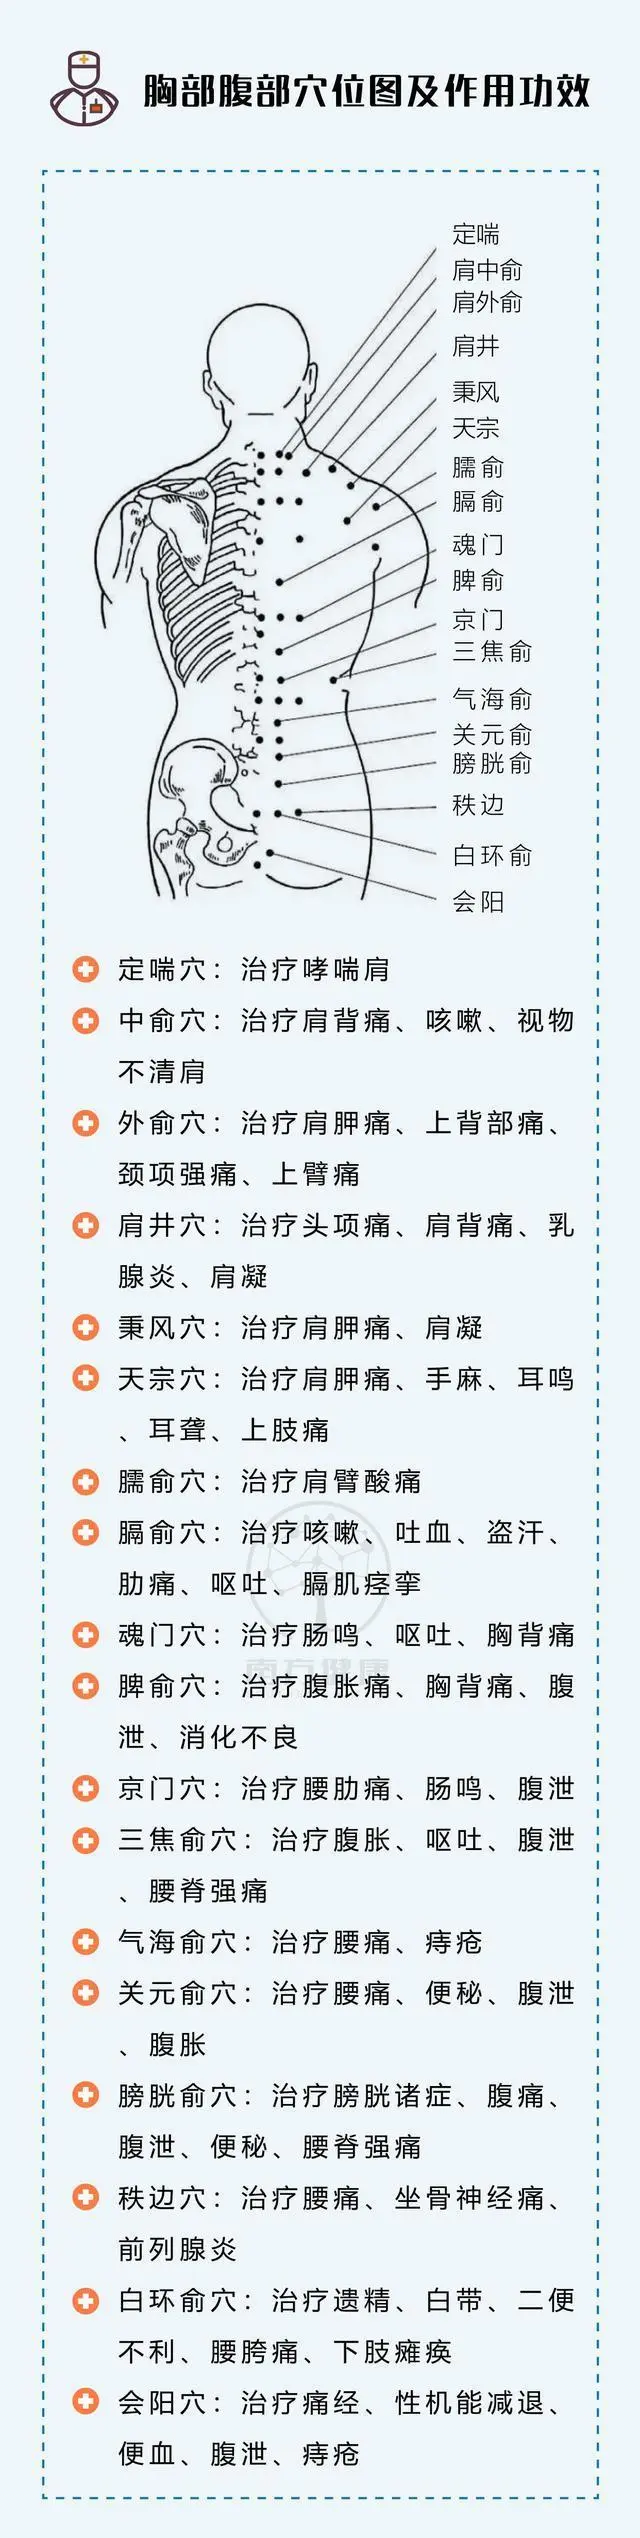 胸部腹部穴位图及作用功效
定喘
肩中俞
肩外俞
肩井
秉风
天宗
臑俞
膈俞
魂门
脾俞
京门
三焦俞
气海俞
关元俞
膀胱俞
秩边
白环俞
会阳
定喘穴：治疗哮喘肩
中俞穴：治疗肩背痛、咳嗽、视物
不清肩
外俞穴：治疗肩胛痛、上背部痛、
颈项强痛、上臂痛
肩井穴：治疗头项痛、肩背痛、乳
腺炎、肩凝
秉风穴：治疗肩胛痛、肩凝
天宗穴：治疗肩胛痛、手麻、耳鸣
、耳聋、上肢痛
臑俞穴：治疗肩臂酸痛
膈俞穴：治疗咳嗽、吐血、盗汗、
肋痛、呕吐、膈肌痉挛
魂门穴：治疗肠鸣、呕吐、胸背痛
南方健康
脾俞穴：治疗腹胀痛、胸背痛、腹
泄、消化不良
京门穴：治疗腰肋痛、肠鸣、腹泄
三焦俞穴：治疗腹胀、呕吐、腹泄
、腰脊强痛
气海俞穴：治疗腰痛、痔疮
关元俞穴：治疗腰痛、便秘、腹泄
、腹胀
膀胱俞穴：治疗膀胱诸症、腹痛、
腹泄、便秘、腰脊强痛
秩边穴：治疗腰痛、坐骨神经痛、
前列腺炎
白环俞穴：治疗遗精、白带、二便
不利、腰胯痛、下肢瘫痪
会阳穴：治疗痛经、性机能减退、
便血、腹泄、痔疮